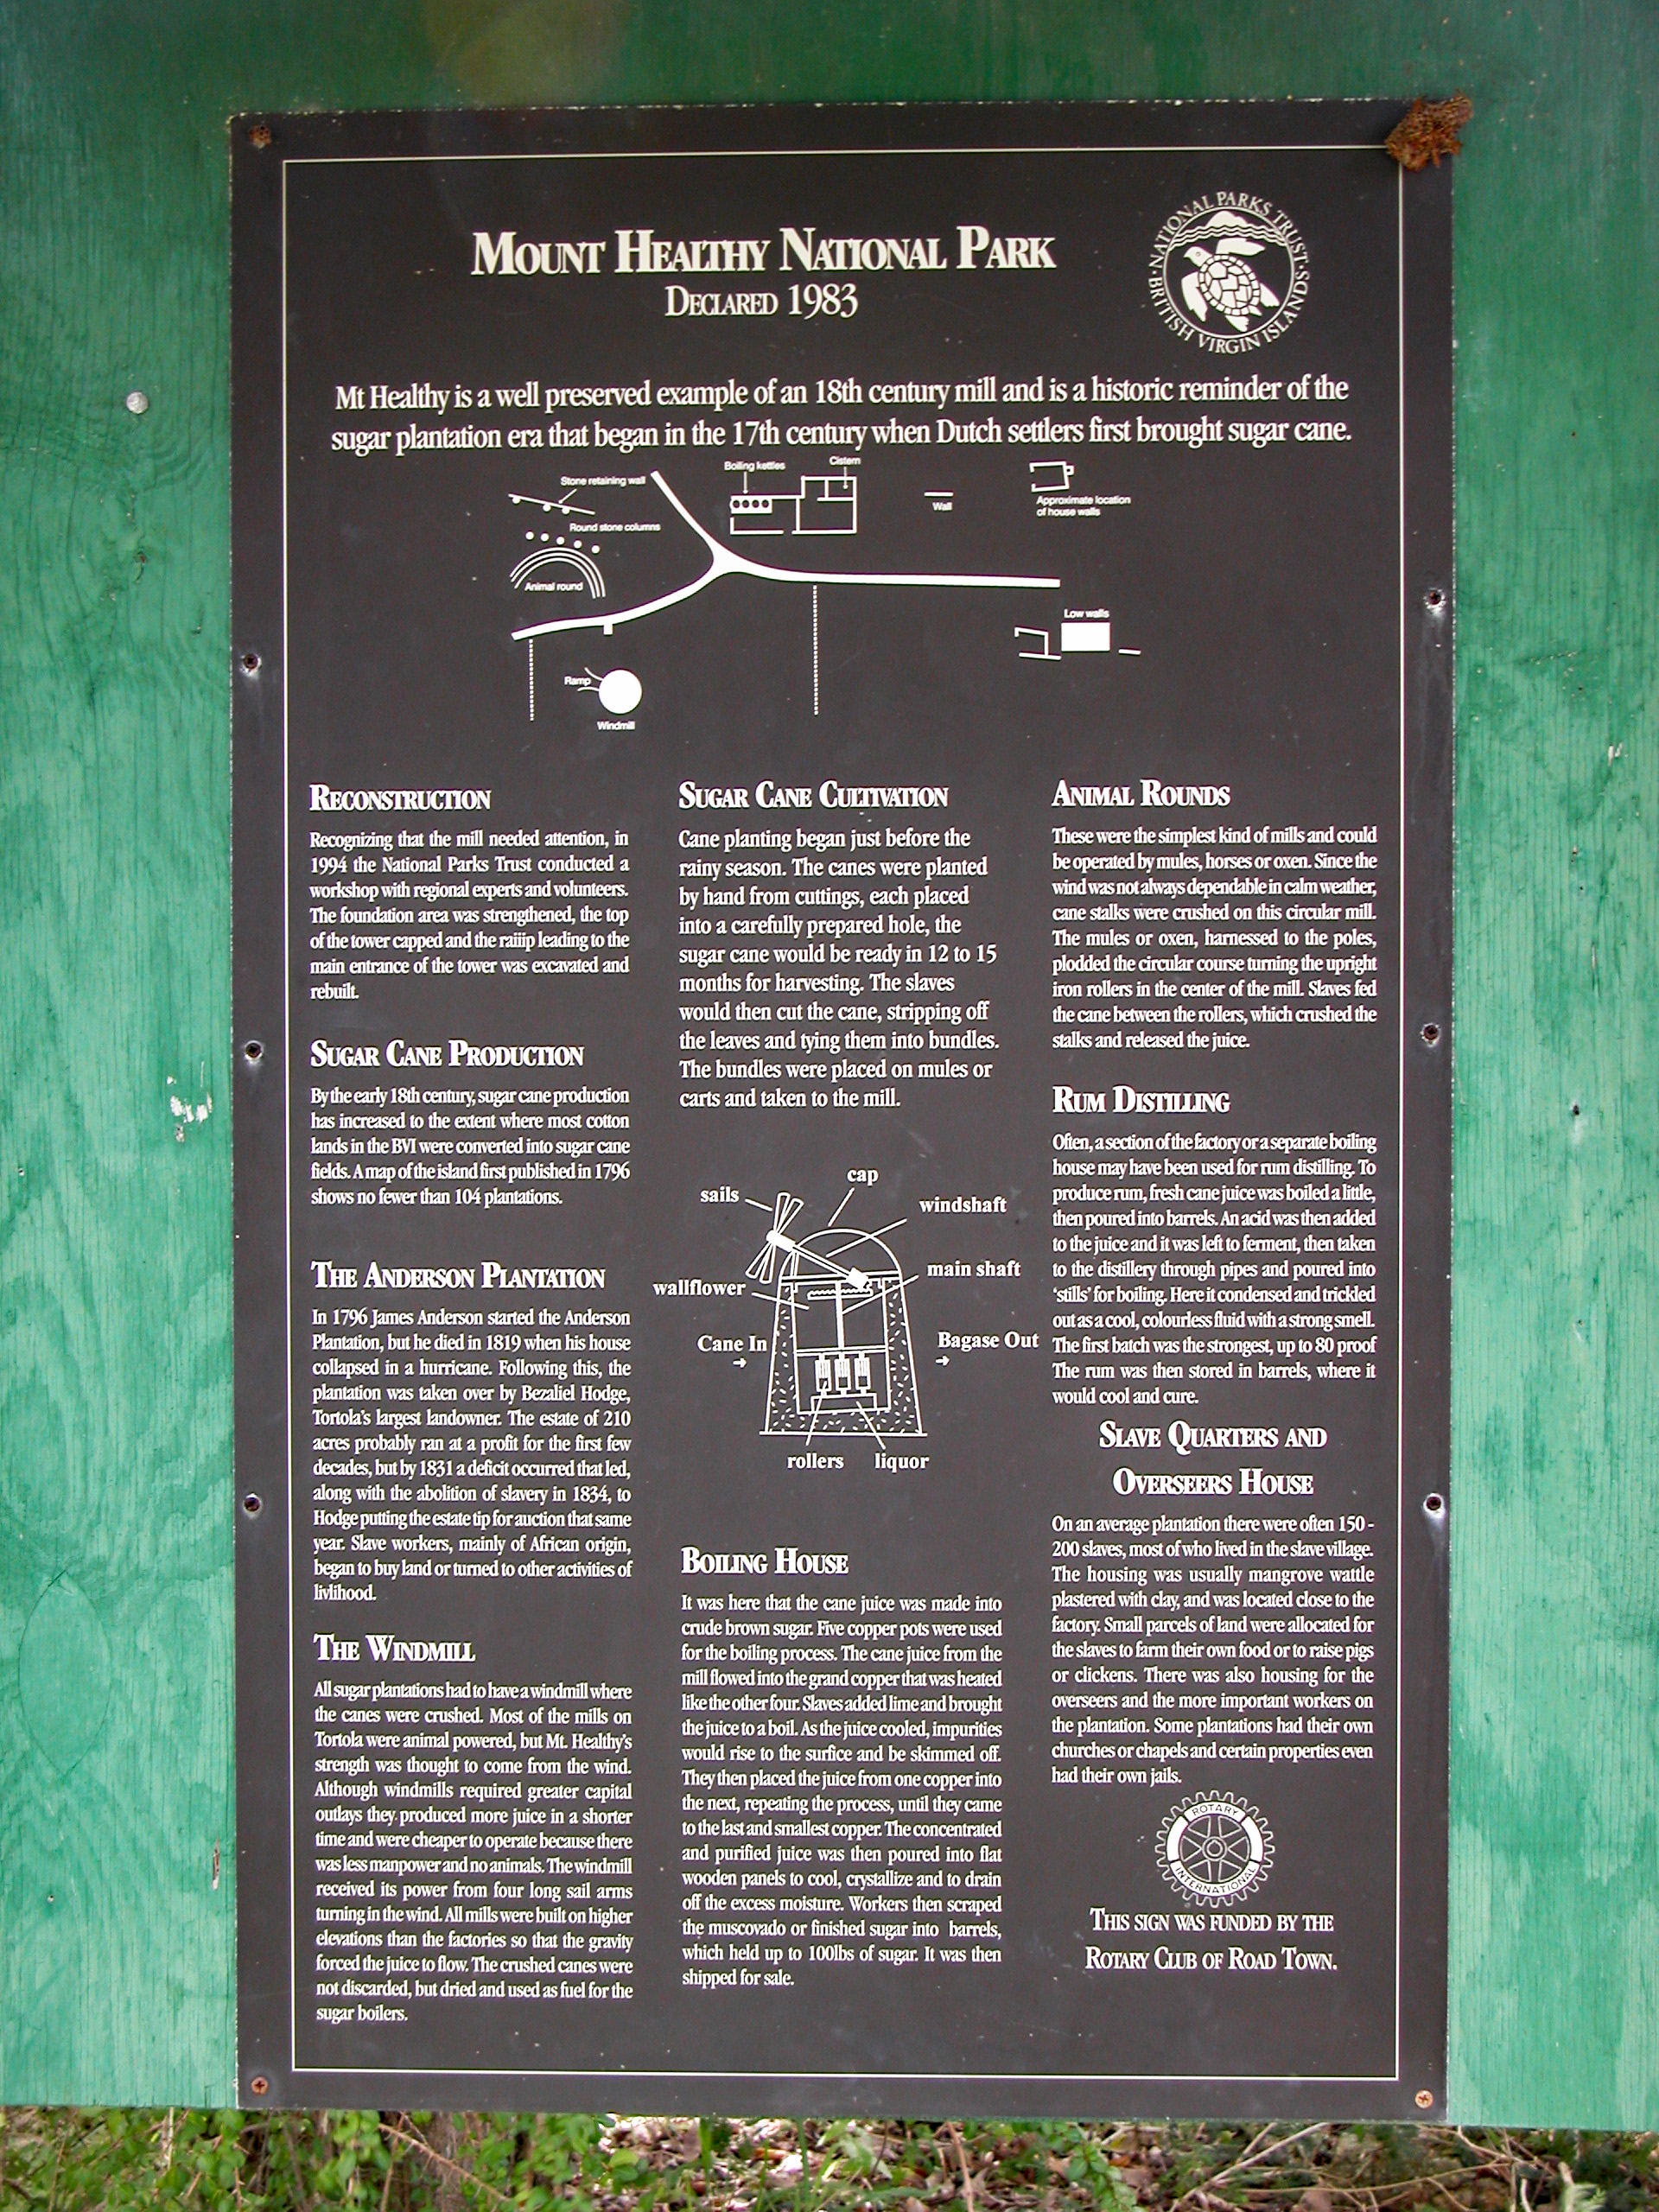 MOUNT HEALTHY NATIONAL PARK
DECLARED 1983
NATIONAL PARKS TRUST
BRITISH VIRGIN ISLANDS
Mt Healthy is a well preserved example of an 18th century mill and is a historic reminder of the
sugar plantation era that began in the 17th century when Dutch settlers first brought sugar cane.
Stone retaining wall
Round stone columns
Animal round
Boiling kettles
Cistern
Wall
Approximate location
of house walls
Low walls
Ramp
Windmill
RECONSTRUCTION
Recognizing that the mill needed attention, in
1994 the National Parks Trust conducted a
workshop with regional experts and volunteers.
The foundation area was strengthened, the top
of the tower capped and the raiiip leading to the
main entrance of the tower was excavated and
rebuilt.
SUGAR CANE PRODUCTION
By the early 18th century, sugar cane production
has increased to the extent where most cotton
lands in the BVI were converted into sugar cane
fields. A map of the island first published in 1796
shows no fewer than 104 plantations.
THE ANDERSON PLANTATION
In 1796 James Anderson started the Anderson
Plantation, but he died in 1819 when his house
collapsed in a hurricane. Following this, the
plantation was taken over by Bezaliel Hodge,
Tortola's largest landowner. The estate of 210
acres probably ran at a profit for the first few
decades, but by 1831 a deficit occurred that led,
along with the abolition of slavery in 1834, to
Hodge putting the estate tip for auction that same
year. Slave workers, mainly of African origin,
began to buy land or turned to other activities of
livlihood.
THE WINDMILL
All sugar plantations had to have a windmill where
the canes were crushed. Most of the mills on
Tortola were animal powered, but Mt. Healthy's
strength was thought to come from the wind.
Although windmills required greater capital
outlays they produced more juice in a shorter
time and were cheaper to operate because there
was less manpower and no animals. The windmill
received its power from four long sail arms
turning in the wind. All mills were built on higher
elevations than the factories so that the gravity
forced the juice to flow. The crushed canes were
not discarded, but dried and used as fuel for the
sugar boilers.
SUGAR CANE CULTIVATION
Cane planting began just before the
rainy season. The canes were planted
by hand from cuttings, each placed
into a carefully prepared hole, the
sugar cane would be ready in 12 to 15
months for harvesting. The slaves
would then cut the cane, stripping off
the leaves and tying them into bundles.
The bundles were placed on mules or
carts and taken to the mill.
cap
sails
windshaft
main shaft
wallflower
Cane In
Bagase Out
rollers
liquor
BOILING HOUSE
It was here that the cane juice was made into
crude brown sugar. Five copper pots were used
for the boiling process. The cane juice from the
mill flowed into the grand copper that was heated
like the other four. Slaves added lime and brought
the juice to a boil. As the juice cooled, impurities
would rise to the surfice and be skimmed off.
They then placed the juice from one copper into
the next, repeating the process, until they came
to the last and smallest copper. The concentrated
and purified juice was then poured into flat
wooden panels to cool, crystallize and to drain
off the excess moisture. Workers then scraped
the muscovado or finished sugar into barrels,
which held up to 100lbs of sugar. It was then
shipped for sale.
ANIMAL ROUNDS
These were the simplest kind of mills and could
be operated by mules, horses or oxen. Since the
wind was not always dependable in calm weather,
cane stalks were crushed on this circular mill.
The mules or oxen, harnessed to the poles,
plodded the circular course turning the upright
iron rollers in the center of the mill. Slaves fed
the cane between the rollers, which crushed the
stalks and released the juice.
RUM DISTILLING
Often, a section of the factory or a separate boiling
house may have been used for rum distilling. To
produce rum, fresh cane juice was boiled a little,
then poured into barrels. An acid was then added
to the juice and it was left to ferment, then taken
to the distillery through pipes and poured into
'stills' for boiling. Here it condensed and trickled
out as a cool, colourless fluid with a strong smell.
The first batch was the strongest, up to 80 proof
The rum was then stored in barrels, where it
would cool and cure.
SLAVE QUARTERS AND
OVERSEERS HOUSE
On an average plantation there were often 150 -
200 slaves, most of who lived in the slave village.
The housing was usually mangrove wattle
plastered with clay, and was located close to the
factory. Small parcels of land were allocated for
the slaves to farm their own food or to raise pigs
or clickens. There was also housing for the
overseers and the more important workers on
the plantation. Some plantations had their own
churches or chapels and certain properties even
had their own jails.
ROTARY
INTERNATIONAL
THIS SIGN WAS FUNDED BY THE
ROTARY CLUB OF ROAD TOWN.